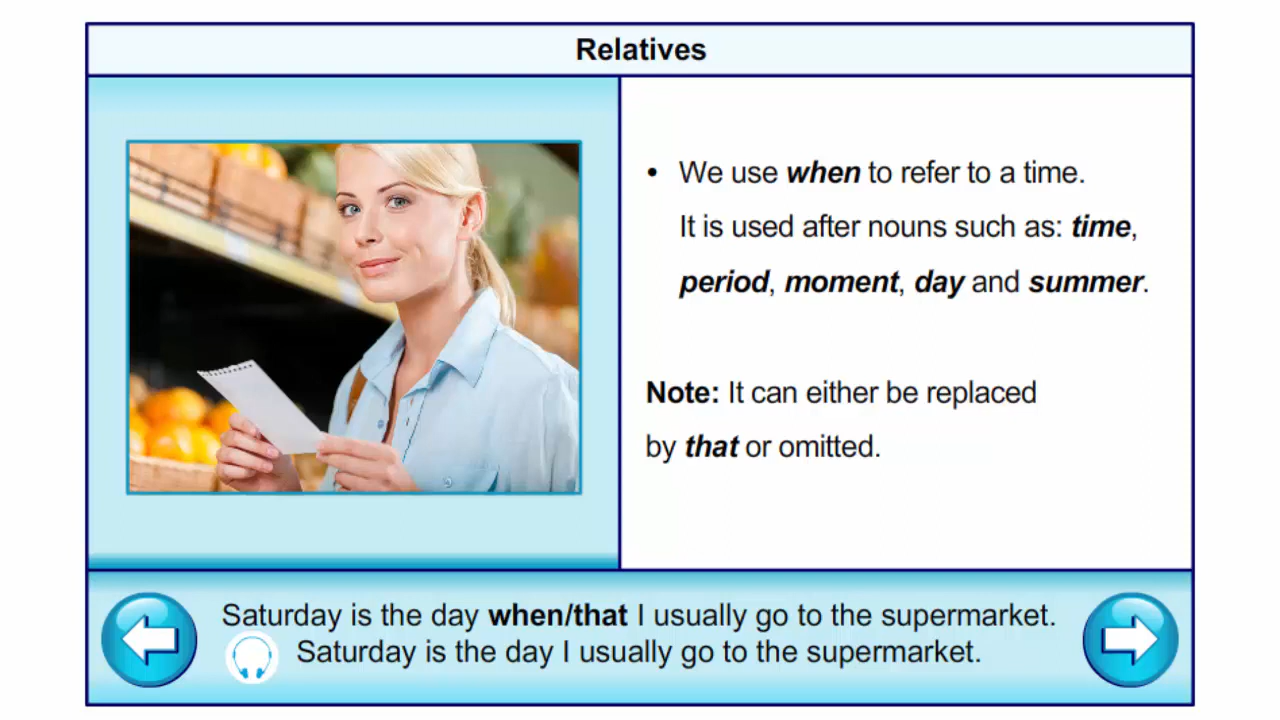 Relatives
• We use when to refer to a time.
It is used after nouns such as: time,
period, moment, day and summer.
Note: It can either be replaced
by that or omitted.
Saturday is the day when/that I usually go to the supermarket.
Saturday is the day I usually go to the supermarket.